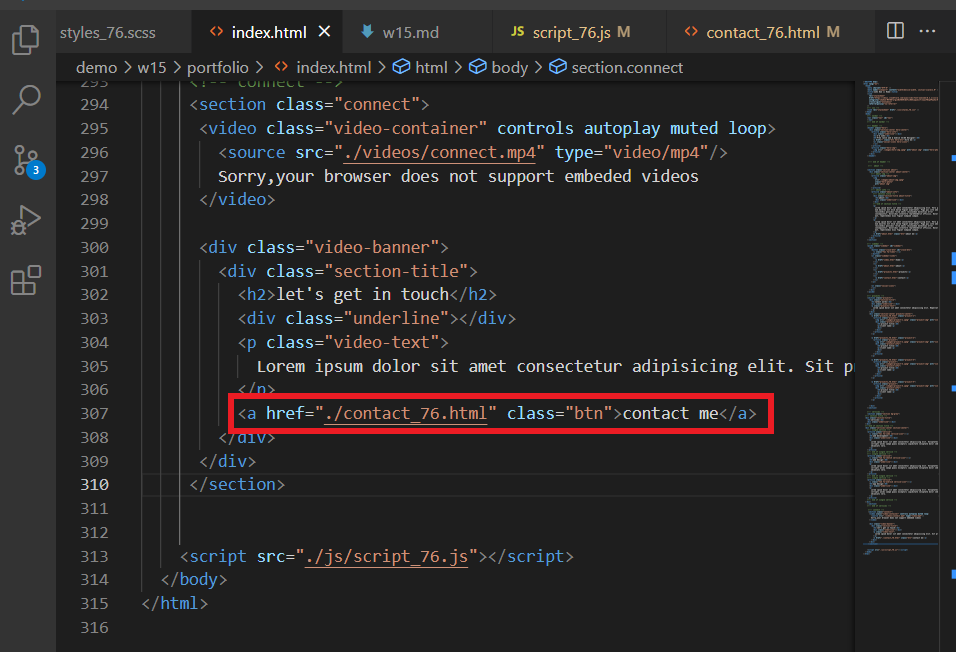 styles_76.scss index.html w15.md JS script_76.js M contact_76.html M
demo > w15 > portfolio > index.html > html > body > section.connect
293 <!-- connect -->
294 <section class="connect">
295 <video class="video-container" controls autoplay muted loop>
296 <source src="./videos/connect.mp4" type="video/mp4"/>
297 Sorry,your browser does not support embeded videos
298 </video>
299
300 <div class="video-banner">
301 <div class="section-title">
302 <h2>let's get in touch</h2>
303 <div class="underline"></div>
304 <p class="video-text">
305 Lorem ipsum dolor sit amet consectetur adipisicing elit. Sit p
306 </p>
307 <a href="./contact_76.html" class="btn">contact me</a>
308 </div>
309 </div>
310 </section>
311
312
313 <script src="./js/script_76.js"></script>
314 </body>
315 </html>
316
3